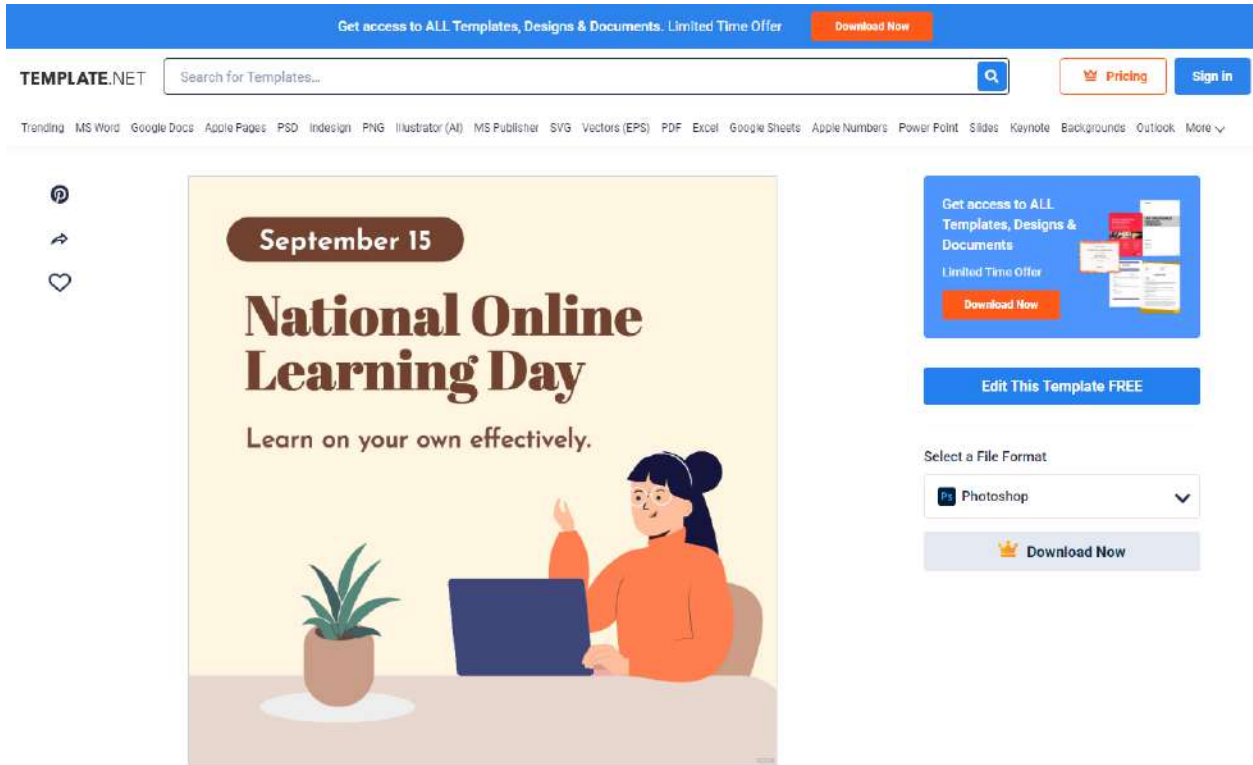 Get access to ALL Templates, Designs & Documents. Limited Time Offer
Download Now
TEMPLATE.NET
Search for Templates...
Pricing
Sign in
Trending MS Word Google Docs Apple Pages PSD Indesign PNG Illustrator (AI) MS Publisher SVG Vectors (EPS) PDF Excel Google Sheets Apple Numbers Power Point Slides Keynote Backgrounds Outlook More
September 15
National Online
Learning Day
Learn on your own effectively.
Get access to ALL
Templates, Designs &
Documents
Limited Time Offer
Download Now
Edit This Template FREE
Select a File Format
Ps Photoshop
Download Now